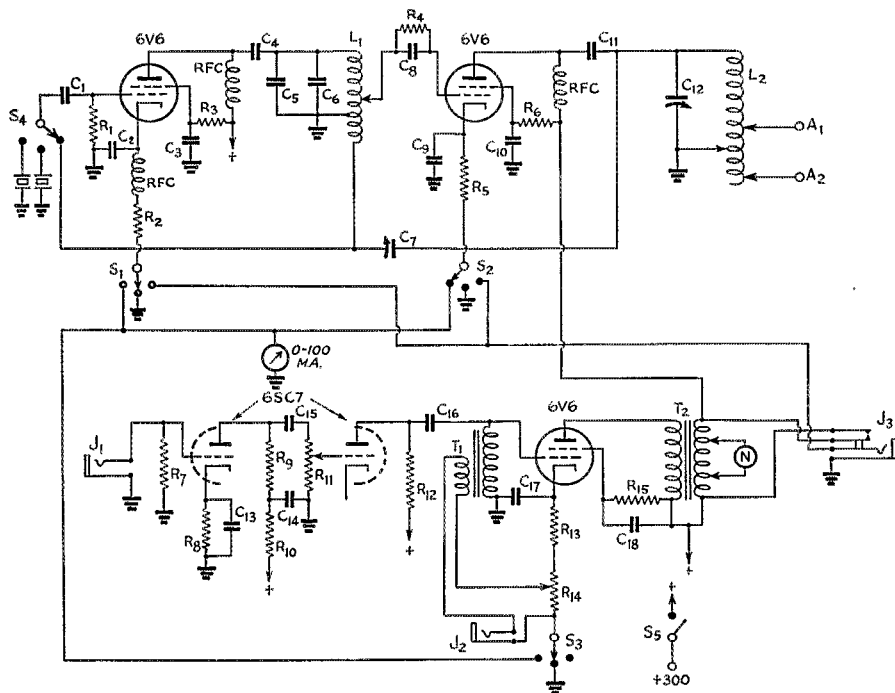 6V6
C4
L1
R4
6V6
C11
C1
RFC
C8
RFC
L2
C5
C6
C12
S4
R1
C2
R3
R6
A1
C3
C9
C10
RFC
R5
A2
R2
C7
S1
S2
0-100
M.A.
6SC7
C15
C16
6V6
T2
J1
T1
J3
R7
R9
R11
N
R12
C17
R15
C13
C14
R8
R10
R13
C18
+
+
+
R14
+
J2
S3
S5
+300
+